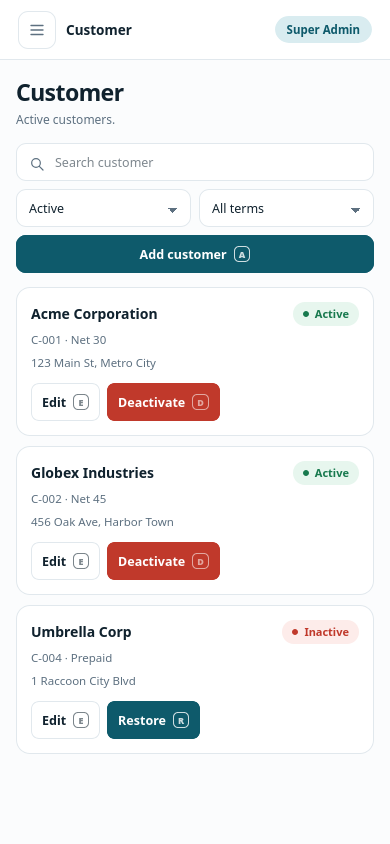 Customer
Super Admin
Customer
Active customers.
Search customer
Active
All terms
Add customer A
Acme Corporation
Active
C-001 · Net 30
123 Main St, Metro City
Edit E
Deactivate D
Globex Industries
Active
C-002 · Net 45
456 Oak Ave, Harbor Town
Edit E
Deactivate D
Umbrella Corp
Inactive
C-004 · Prepaid
1 Raccoon City Blvd
Edit E
Restore R